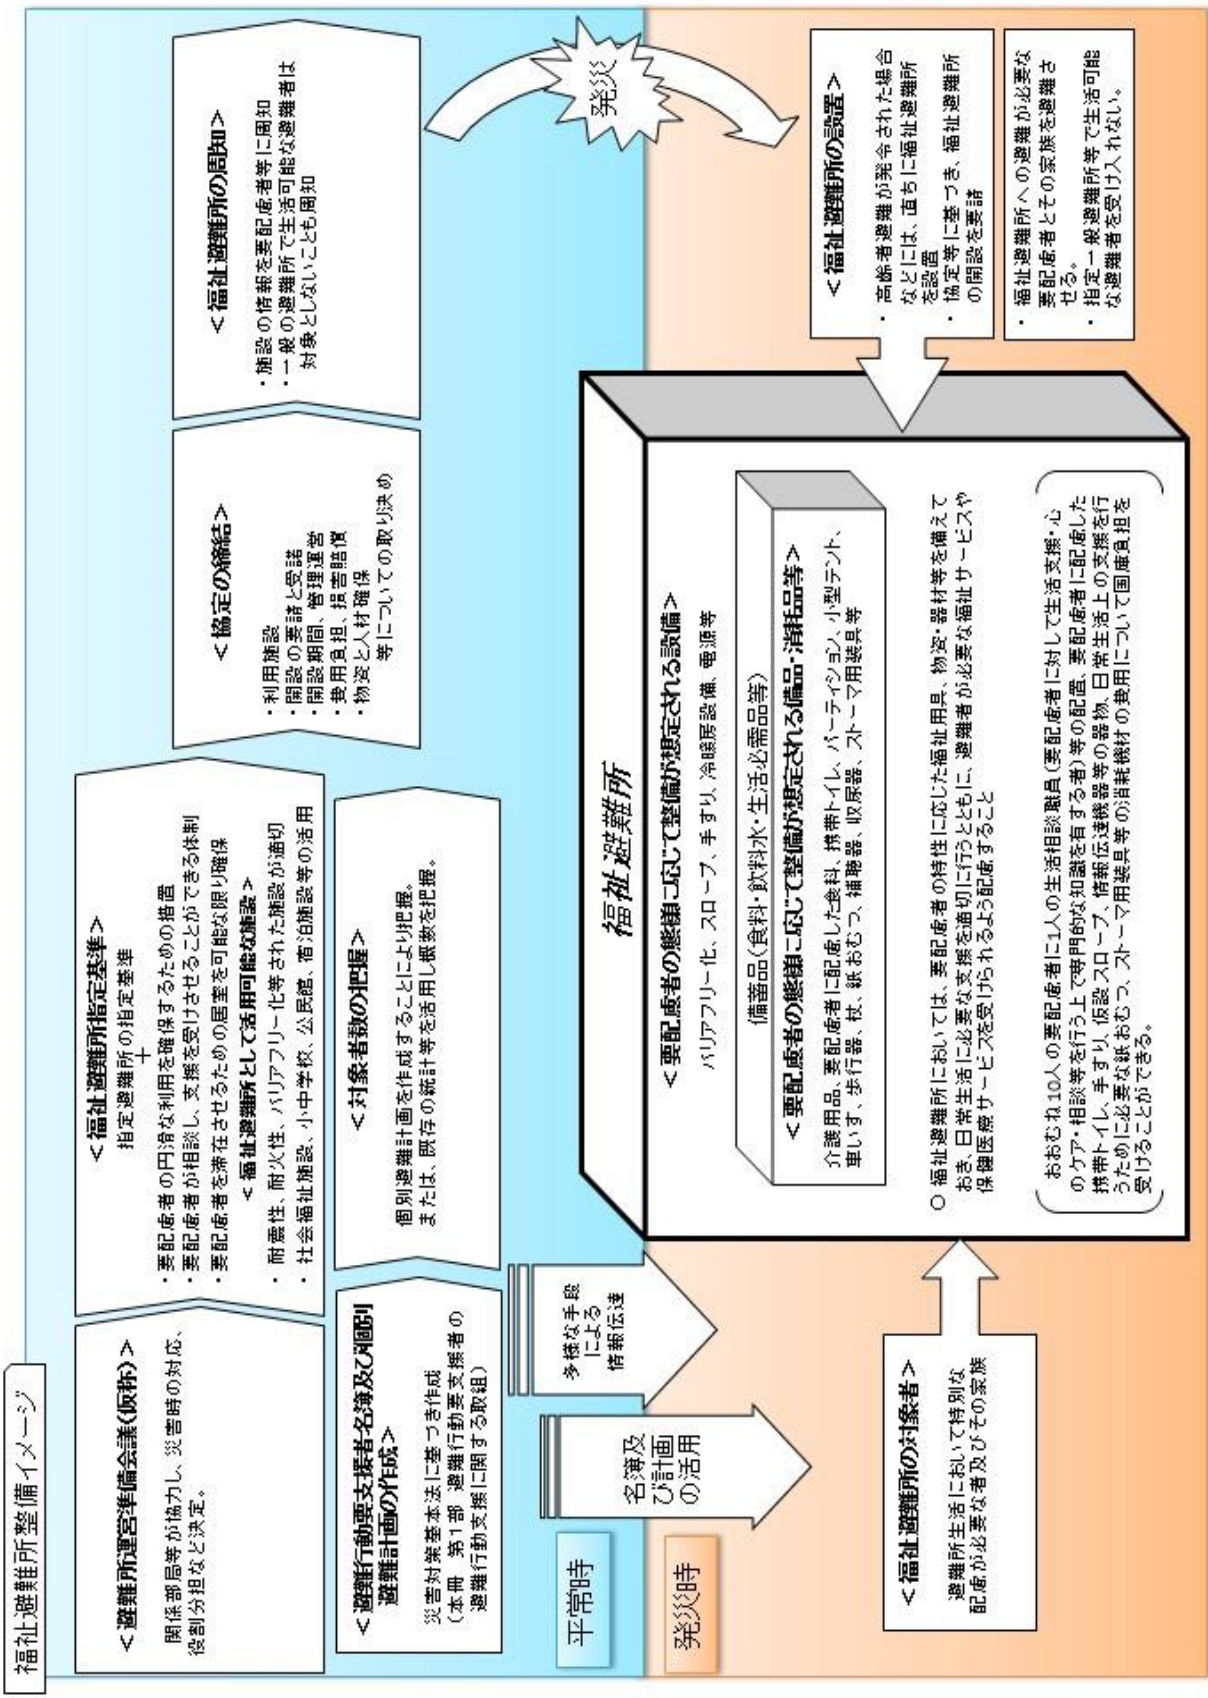 福祉避難所整備イメージ
＜避難所運営準備会議(仮称)＞
関係部局等が協力し、災害時の対応、
役割分担など決定。
＜福祉避難所指定基準＞
指定避難所の指定基準
＋
・要配慮者の円滑な利用を確保するための措置
・要配慮者が相談し、支援を受けさせることができる体制
・要配慮者を滞在させるための居室を可能な限り確保
＜福祉避難所として活用可能な施設＞
・耐震性、耐火性、バリアフリー化等された施設が適切
・社会福祉施設、小中学校、公民館、宿泊施設等の活用
＜避難行動要支援者名簿及び個別
避難計画の作成＞
災害対策基本法に基づき作成
(本冊　第1部　避難行動要支援者の
避難行動支援に関する取組)
＜対象者数の把握＞
個別避難計画を作成することにより把握。
または、既存の統計等を活用し概数を把握。
＜協定の締結＞
・利用施設
・開設の要請と受諾
・開設期間、管理運営
・費用負担、損害賠償
・物資と人材確保
等についての取り決め
＜福祉避難所の周知＞
・施設の情報を要配慮者等に周知
・一般の避難所で生活可能な避難者は
対象としないことも周知
平常時
発災時
名簿及
び計画
の活用
多様な手段
による
情報伝達
発災
＜福祉避難所の対象者＞
避難所生活において特別な
配慮が必要な者及びその家族
福祉避難所
＜要配慮者の態様に応じて整備が想定される設備＞
バリアフリー化、スロープ、手すり、冷暖房設備、電源等
備蓄品(食料・飲料水・生活必需品等)
＜要配慮者の態様に応じて整備が想定される備品・消耗品等＞
介護用品、要配慮者に配慮した食料、携帯トイレ、パーティション、小型テント、
車いす、歩行器、杖、紙おむつ、補聴器、収尿器、ストーマ用装具等
○ 福祉避難所においては、要配慮者の特性に応じた福祉用具、物資・器材等を備えて
おき、日常生活に必要な支援を適切に行うとともに、避難者が必要な福祉サービスや
保健医療サービスを受けられるよう配慮すること
おおむね10人の要配慮者に1人の生活相談職員(要配慮者に対して生活支援・心
のケア・相談等を行う上で専門的な知識を有する者)等の配置、要配慮者に配慮した
携帯トイレ、手すり、仮設スロープ、情報伝達機器等の器物、日常生活上の支援を行
うために必要な紙おむつ、ストーマ用装具等の消耗機材の費用について国庫負担を
受けることができる。
＜福祉避難所の設置＞
・高齢者避難が発令された場合
などには、直ちに福祉避難所
を設置
・協定等に基づき、福祉避難所
の開設を要請
・福祉避難所への避難が必要な
要配慮者とその家族を避難さ
せる。
・指定一般避難所等で生活可能
な避難者を受け入れない。